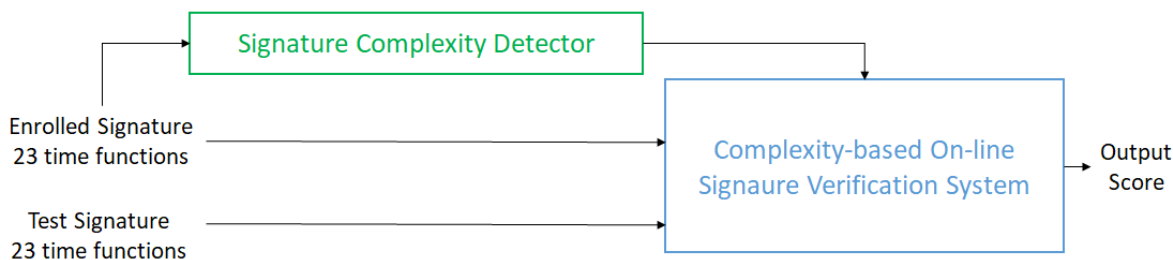 Signature Complexity Detector
Enrolled Signature
23 time functions
Complexity-based On-line
Signaure Verification System
Output
Score
Test Signature
23 time functions